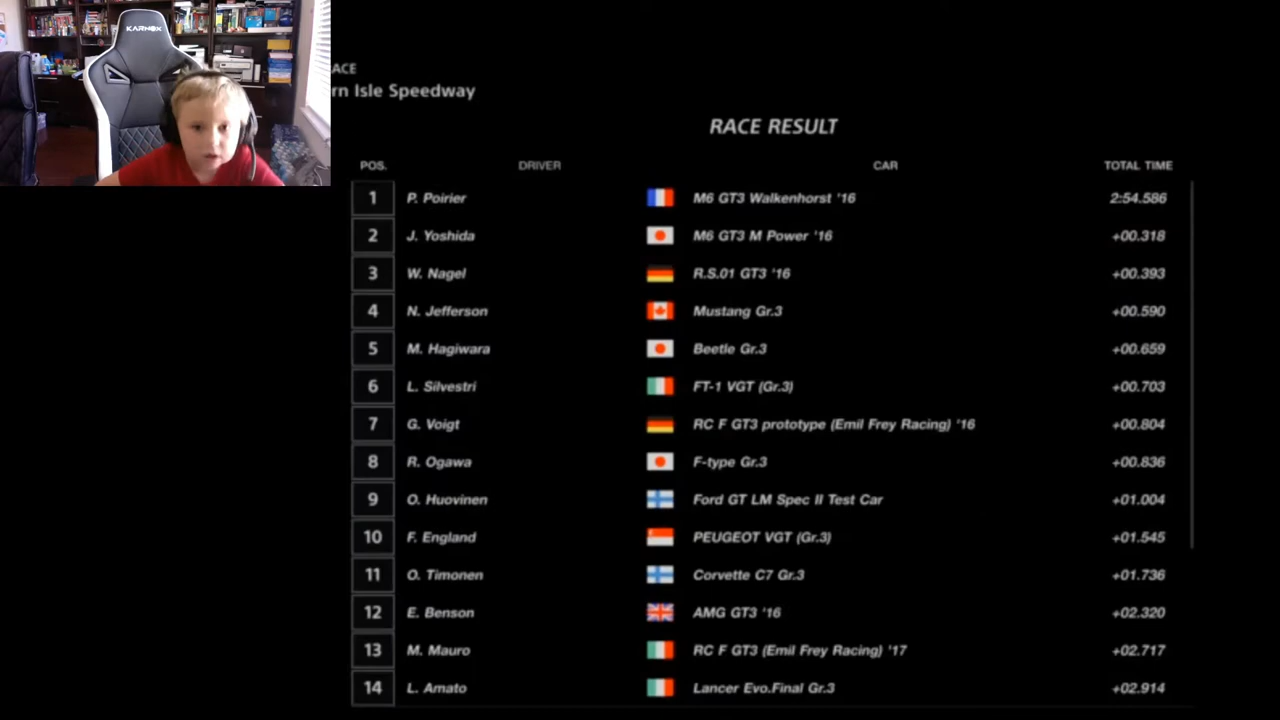 KARNOX
ACE
rn Isle Speedway
RACE RESULT
POS. DRIVER CAR TOTAL TIME
1 P. Poirier M6 GT3 Walkenhorst '16 2:54.586
2 J. Yoshida M6 GT3 M Power '16 +00.318
3 W. Nagel R.S.01 GT3 '16 +00.393
4 N. Jefferson Mustang Gr.3 +00.590
5 M. Hagiwara Beetle Gr.3 +00.659
6 L. Silvestri FT-1 VGT (Gr.3) +00.703
7 G. Voigt RC F GT3 prototype (Emil Frey Racing) '16 +00.804
8 R. Ogawa F-type Gr.3 +00.836
9 O. Huovinen Ford GT LM Spec II Test Car +01.004
10 F. England PEUGEOT VGT (Gr.3) +01.545
11 O. Timonen Corvette C7 Gr.3 +01.736
12 E. Benson AMG GT3 '16 +02.320
13 M. Mauro RC F GT3 (Emil Frey Racing) '17 +02.717
14 L. Amato Lancer Evo.Final Gr.3 +02.914